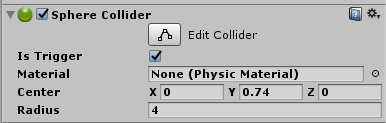 Sphere Collider
Edit Collider
Is Trigger
Material None (Physic Material)
Center X 0 Y 0.74 Z 0
Radius 4